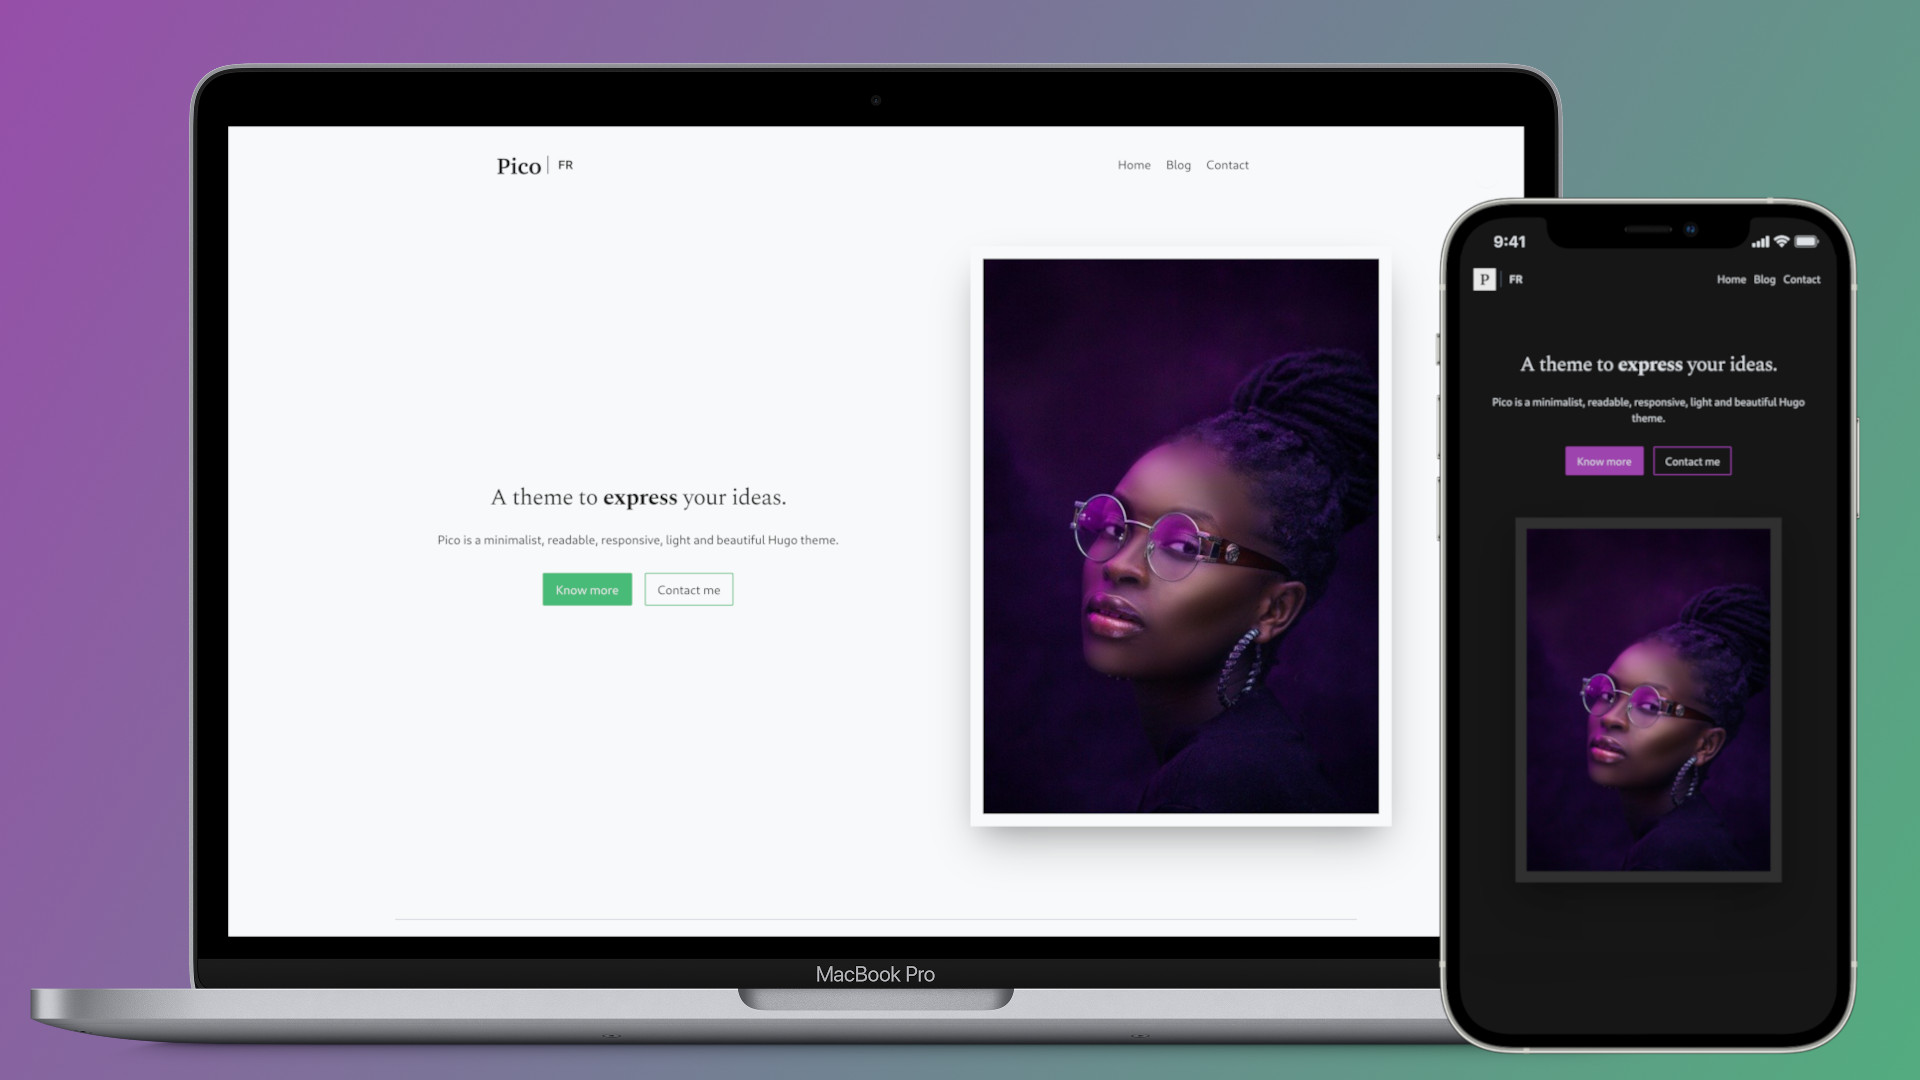 Pico FR
Home Blog Contact
A theme to express your ideas.
Pico is a minimalist, readable, responsive, light and beautiful Hugo theme.
Know more
Contact me
MacBook Pro
9:41
P FR
Home Blog Contact
A theme to express your ideas.
Pico is a minimalist, readable, responsive, light and beautiful Hugo
theme.
Know more
Contact me